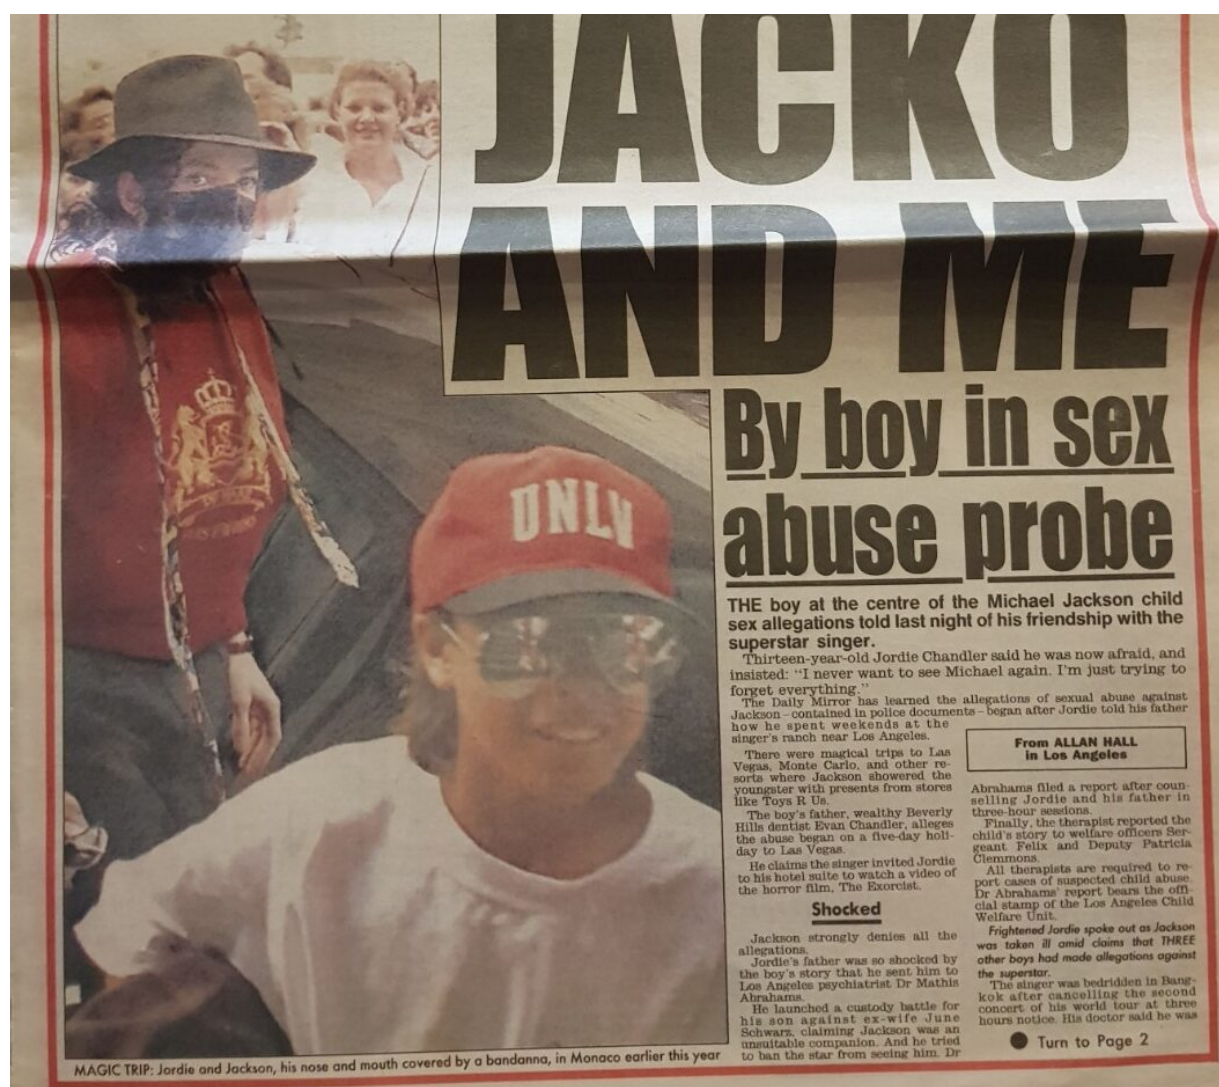 JACKO
AND ME
By boy in sex
abuse probe
THE boy at the centre of the Michael Jackson child
sex allegations told last night of his friendship with the
superstar singer.
Thirteen-year-old Jordie Chandler said he was now afraid, and
insisted: “I never want to see Michael again. I’m just trying to
forget everything.”
The Daily Mirror has learned the allegations of sexual abuse against
Jackson – contained in police documents – began after Jordie told his father
how he spent weekends at the
singer’s ranch near Los Angeles.
There were magical trips to Las
Vegas, Monte Carlo, and other re-
sorts where Jackson showered the
youngster with presents from stores
like Toys R Us.
The boy’s father, wealthy Beverly
Hills dentist Evan Chandler, alleges
the abuse began on a five-day holi-
day to Las Vegas.
He claims the singer invited Jordie
to his hotel suite to watch a video of
the horror film, The Exorcist.
Shocked
Jackson strongly denies all the
allegations.
Jordie’s father was so shocked by
the boy’s story that he sent him to
Los Angeles psychiatrist Dr Mathis
Abrahams.
He launched a custody battle for
his son against ex-wife June
Schwarz, claiming Jackson was an
unsuitable companion. And he tried
to ban the star from seeing him. Dr
From ALLAN HALL
in Los Angeles
Abrahams filed a report after coun-
selling Jordie and his father in
three-hour sessions.
Finally, the therapist reported the
child’s story to welfare officers Ser-
geant Felix and Deputy Patricia
Clemmons.
All therapists are required to re-
port cases of suspected child abuse.
Dr Abrahams’ report bears the offi-
cial stamp of the Los Angeles Child
Welfare Unit.
Frightened Jordie spoke out as Jackson
was taken ill amid claims that THREE
other boys had made allegations against
the superstar.
The singer was bedridden in Bang-
kok after cancelling the second
concert of his world tour at three
hours notice. His doctor said he was
● Turn to Page 2
UNLV
MAGIC TRIP: Jordie and Jackson, his nose and mouth covered by a bandanna, in Monaco earlier this year